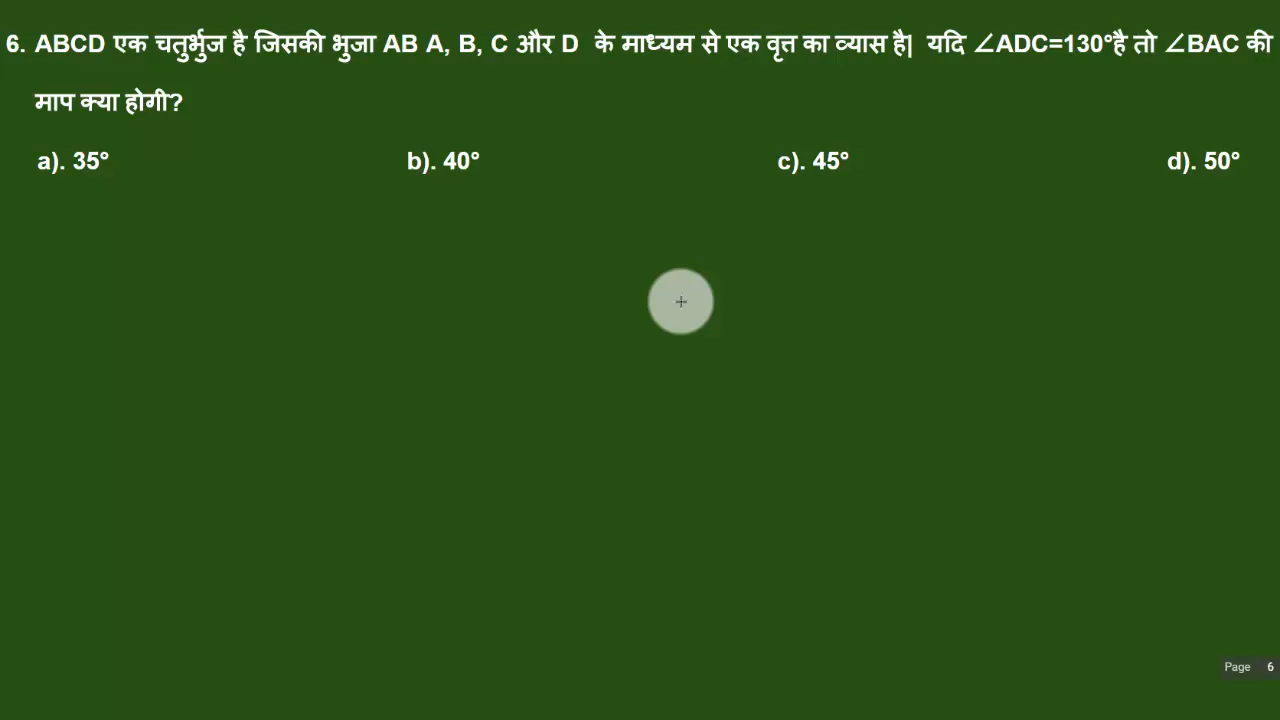 6. ABCD एक चतुर्भुज है जिसकी भुजा AB A, B, C और D के माध्यम से एक वृत्त का व्यास है| यदि ∠ADC=130°है तो ∠BAC की
माप क्या होगी?
a). 35° b). 40° c). 45° d). 50°
Page 6